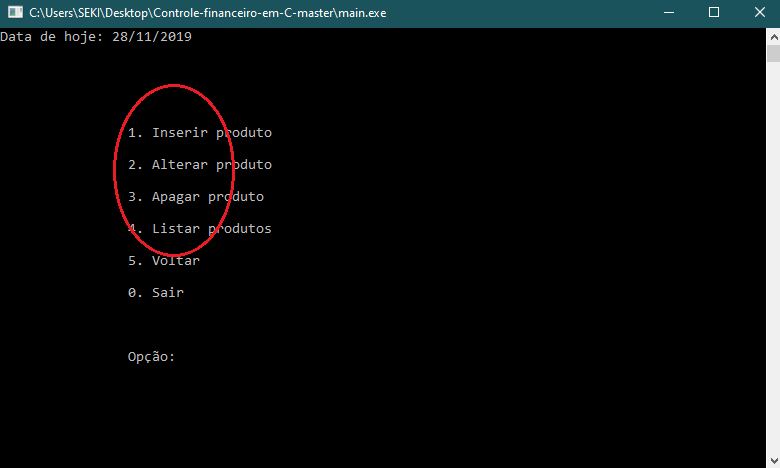 C:\Users\SEKI\Desktop\Controle-financeiro-em-C-master\main.exe
Data de hoje: 28/11/2019
1. Inserir produto
2. Alterar produto
3. Apagar produto
4. Listar produtos
5. Voltar
0. Sair
Opção: